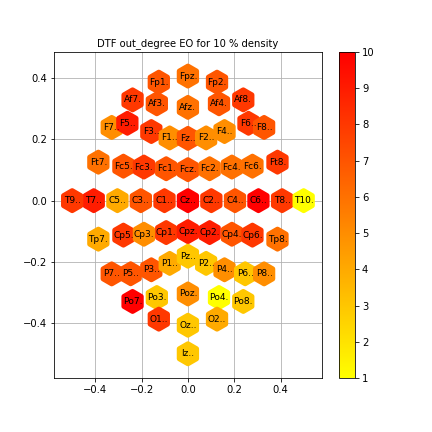 DTF out_degree EO for 10 % density
Fp1. Fpz Fp2.
Af7. Af3. Afz. Af4. Af8.
F7.. F5.. F3.. F1.. Fz.. F2.. F4.. F6.. F8..
Ft7. Fc5. Fc3. Fc1. Fcz. Fc2. Fc4. Fc6. Ft8.
T9.. T7.. C5.. C3.. C1.. Cz.. C2.. C4.. C6.. T8.. T10.
Tp7. Cp5. Cp3. Cp1. Cpz. Cp2. Cp4. Cp6. Tp8.
P7.. P5.. P3.. P1.. Pz.. P2.. P4.. P6.. P8..
Po7. Po3. Poz. Po4. Po8.
O1.. Oz.. O2..
Iz..
0.4
0.2
0.0
−0.2
−0.4
−0.4 −0.2 0.0 0.2 0.4
10
9
8
7
6
5
4
3
2
1